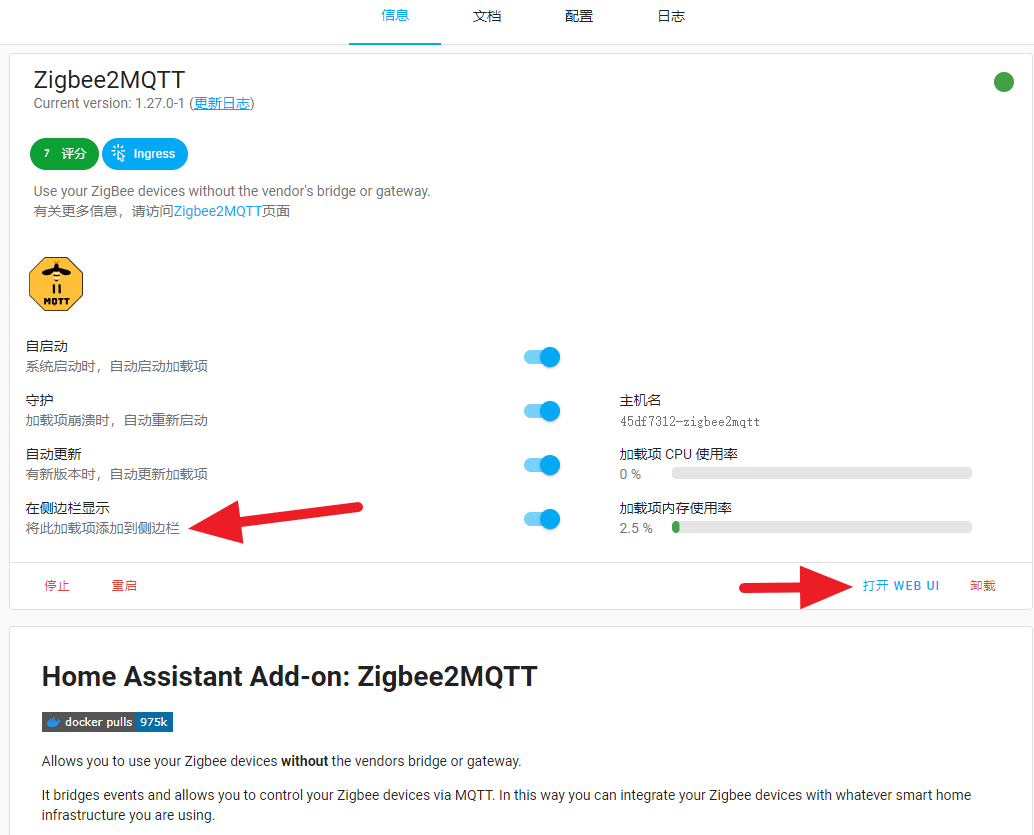 信息 文档 配置 日志
Zigbee2MQTT
Current version: 1.27.0-1 (更新日志)
7 评分 Ingress
Use your ZigBee devices without the vendor's bridge or gateway.
有关更多信息，请访问Zigbee2MQTT页面
MQTT
自启动
系统启动时，自动启动加载项
守护
加载项崩溃时，自动重新启动
主机名
45df7312-zigbee2mqtt
自动更新
有新版本时，自动更新加载项
加载项 CPU 使用率
0 %
在侧边栏显示
将此加载项添加到侧边栏
加载项内存使用率
2.5 %
停止 重启 打开 WEB UI 卸载
Home Assistant Add-on: Zigbee2MQTT
docker pulls 975k
Allows you to use your Zigbee devices without the vendors bridge or gateway.
It bridges events and allows you to control your Zigbee devices via MQTT. In this way you can integrate your Zigbee devices with whatever smart home
infrastructure you are using.